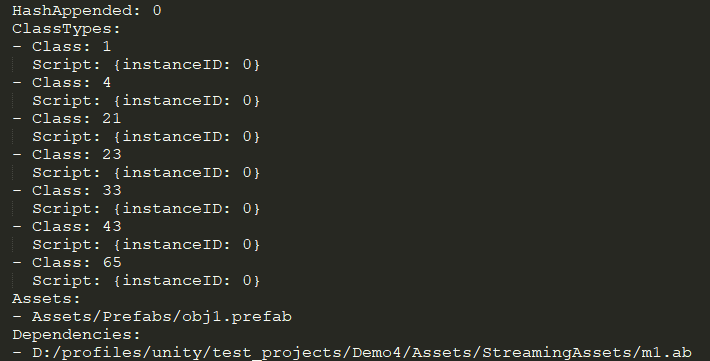 HashAppended: 0
ClassTypes:
- Class: 1
  Script: {instanceID: 0}
- Class: 4
  Script: {instanceID: 0}
- Class: 21
  Script: {instanceID: 0}
- Class: 23
  Script: {instanceID: 0}
- Class: 33
  Script: {instanceID: 0}
- Class: 43
  Script: {instanceID: 0}
- Class: 65
  Script: {instanceID: 0}
Assets:
- Assets/Prefabs/obj1.prefab
Dependencies:
- D:/profiles/unity/test_projects/Demo4/Assets/StreamingAssets/m1.ab